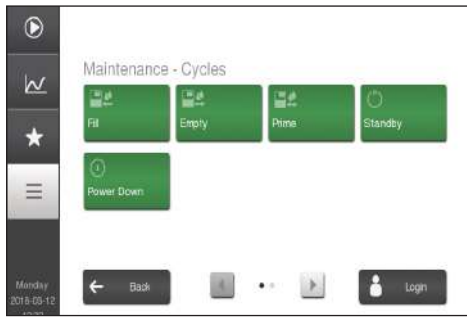 Maintenance - Cycles
Fill
Empty
Prime
Standby
Power Down
Back
Login
Monday
2018-03-12